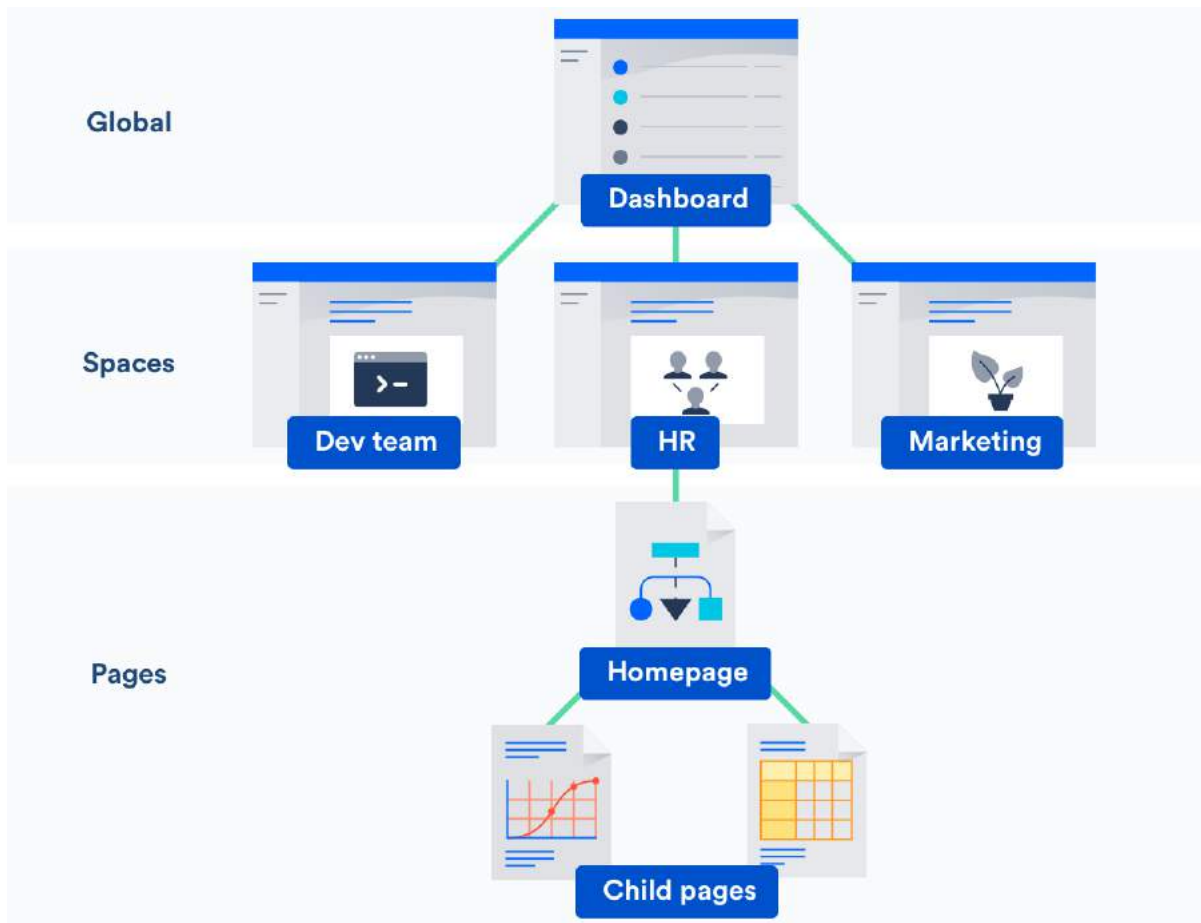 Global
Dashboard
Spaces
Dev team
HR
Marketing
Pages
Homepage
Child pages